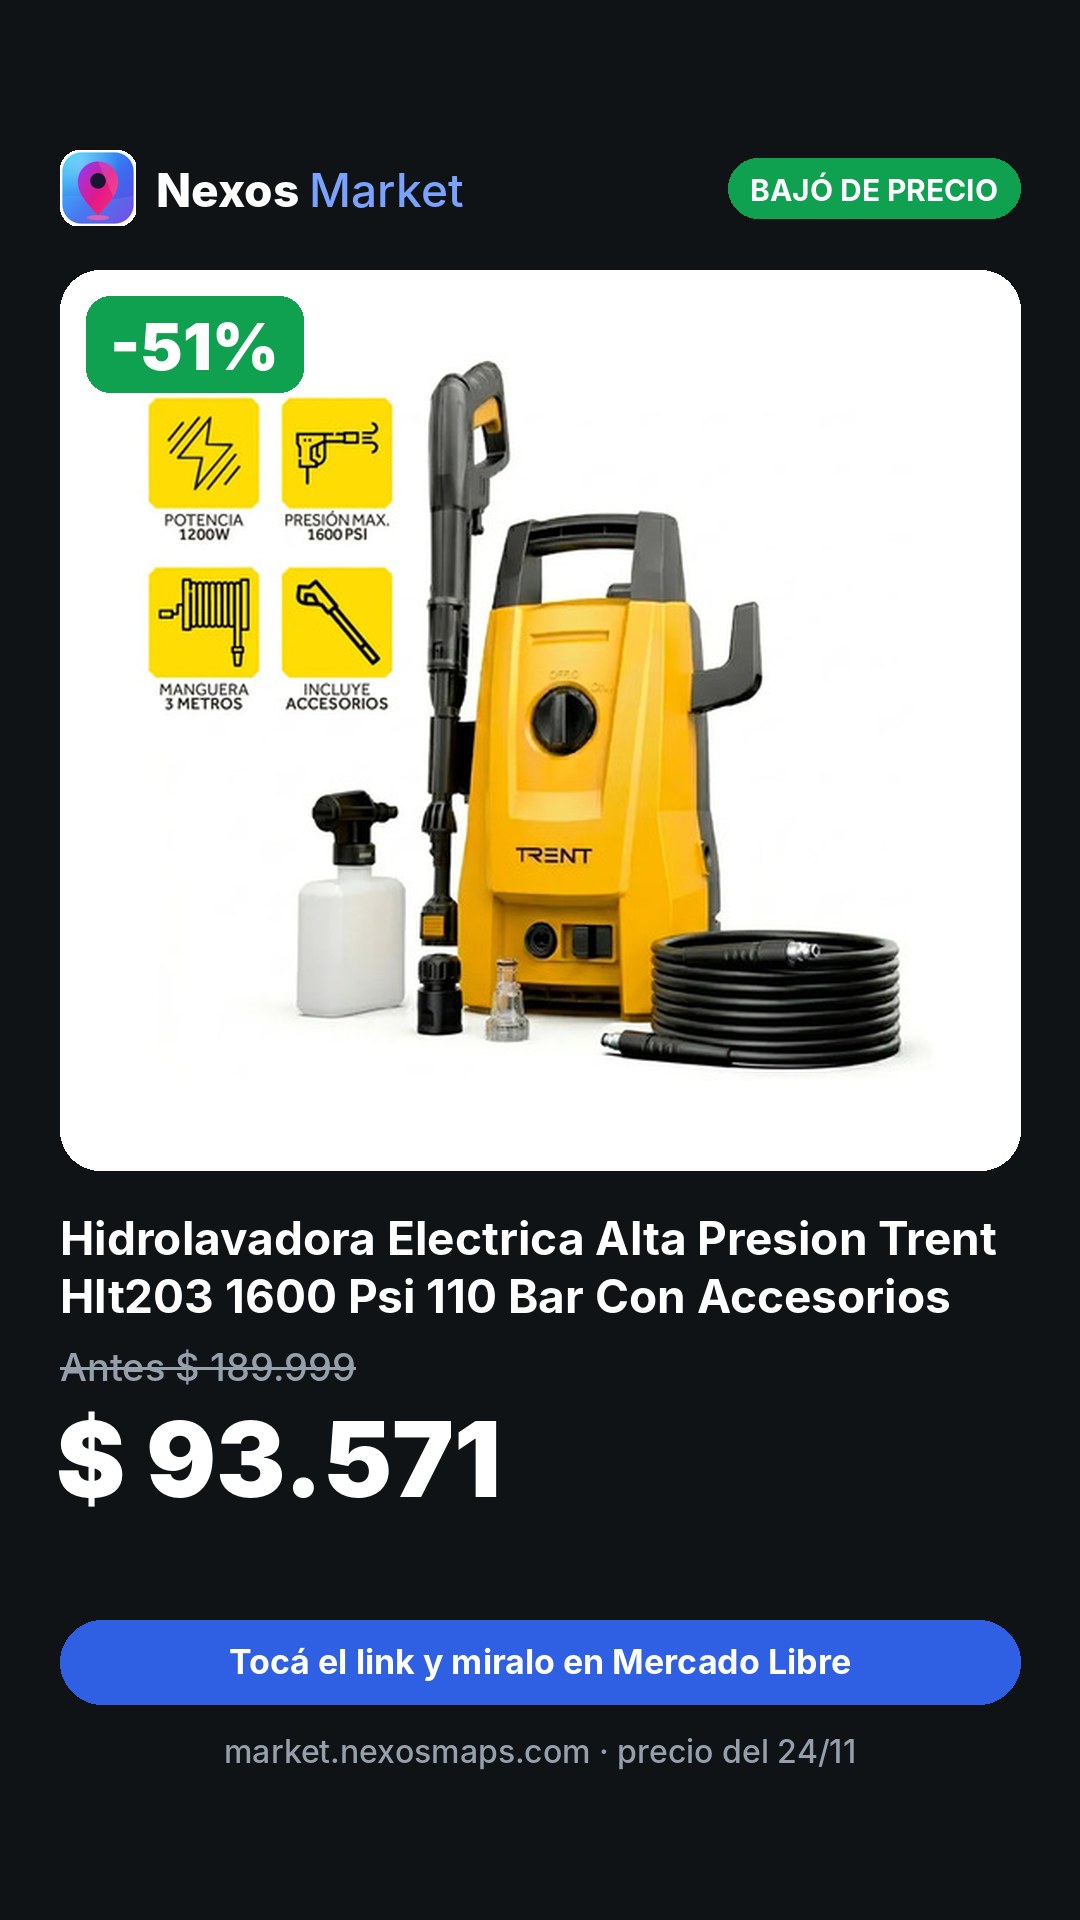 Nexos Market
BAJÓ DE PRECIO
-51%
POTENCIA
1200W
PRESIÓN MAX.
1600 PSI
MANGUERA
3 METROS
INCLUYE
ACCESORIOS
TRENT
Hidrolavadora Electrica Alta Presion Trent
Hlt203 1600 Psi 110 Bar Con Accesorios
Antes $ 189.999
$ 93.571
Tocá el link y miralo en Mercado Libre
market.nexosmaps.com · precio del 24/11